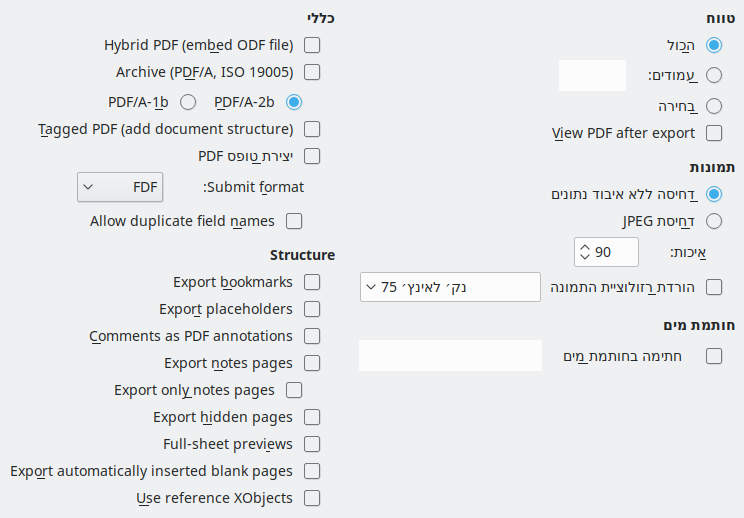 טווח
הכול
עמודים:
בחירה
View PDF after export
תמונות
דחיסה ללא איבוד נתונים
דחיסת JPEG
איכות:
90
הורדת רזולוציית התמונה
75 נק׳ לאינץ׳
חותמת מים
חתימה בחותמת מים
כללי
Hybrid PDF (embed ODF file)
Archive (PDF/A, ISO 19005)
PDF/A-2b
PDF/A-1b
Tagged PDF (add document structure)
יצירת טופס PDF
Submit format:
FDF
Allow duplicate field names
Structure
Export bookmarks
Export placeholders
Comments as PDF annotations
Export notes pages
Export only notes pages
Export hidden pages
Full-sheet previews
Export automatically inserted blank pages
Use reference XObjects